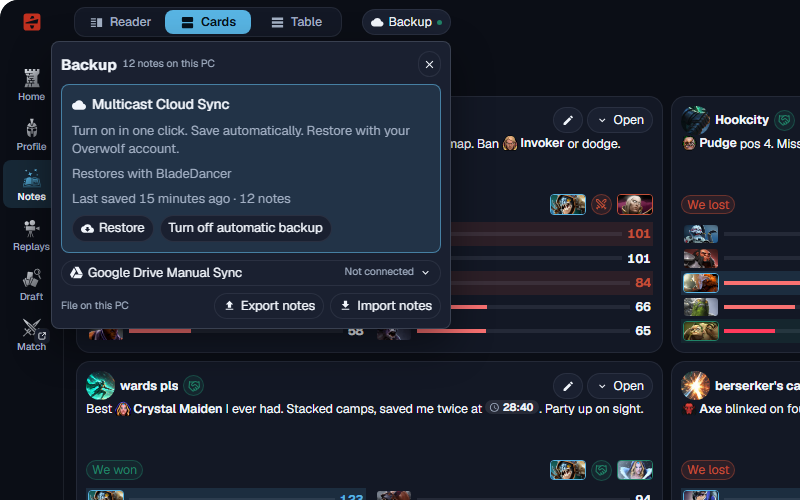 Reader
Cards
Table
Backup
Home
Profile
Notes
Replays
Draft
Match
Backup 12 notes on this PC
Multicast Cloud Sync
Turn on in one click. Save automatically. Restore with your
Overwolf account.
Restores with BladeDancer
Last saved 15 minutes ago · 12 notes
Restore
Turn off automatic backup
Google Drive Manual Sync
Not connected
File on this PC
Export notes
Import notes
Open
map. Ban Invoker or dodge.
101
101
84
66
58
65
Hookcity
Pudge pos 4. Miss
We lost
wards pls
Open
Best Crystal Maiden I ever had. Stacked camps, saved me twice at 28:40. Party up on sight.
We won
94
berserker's ca
Axe blinked on fou
We lost